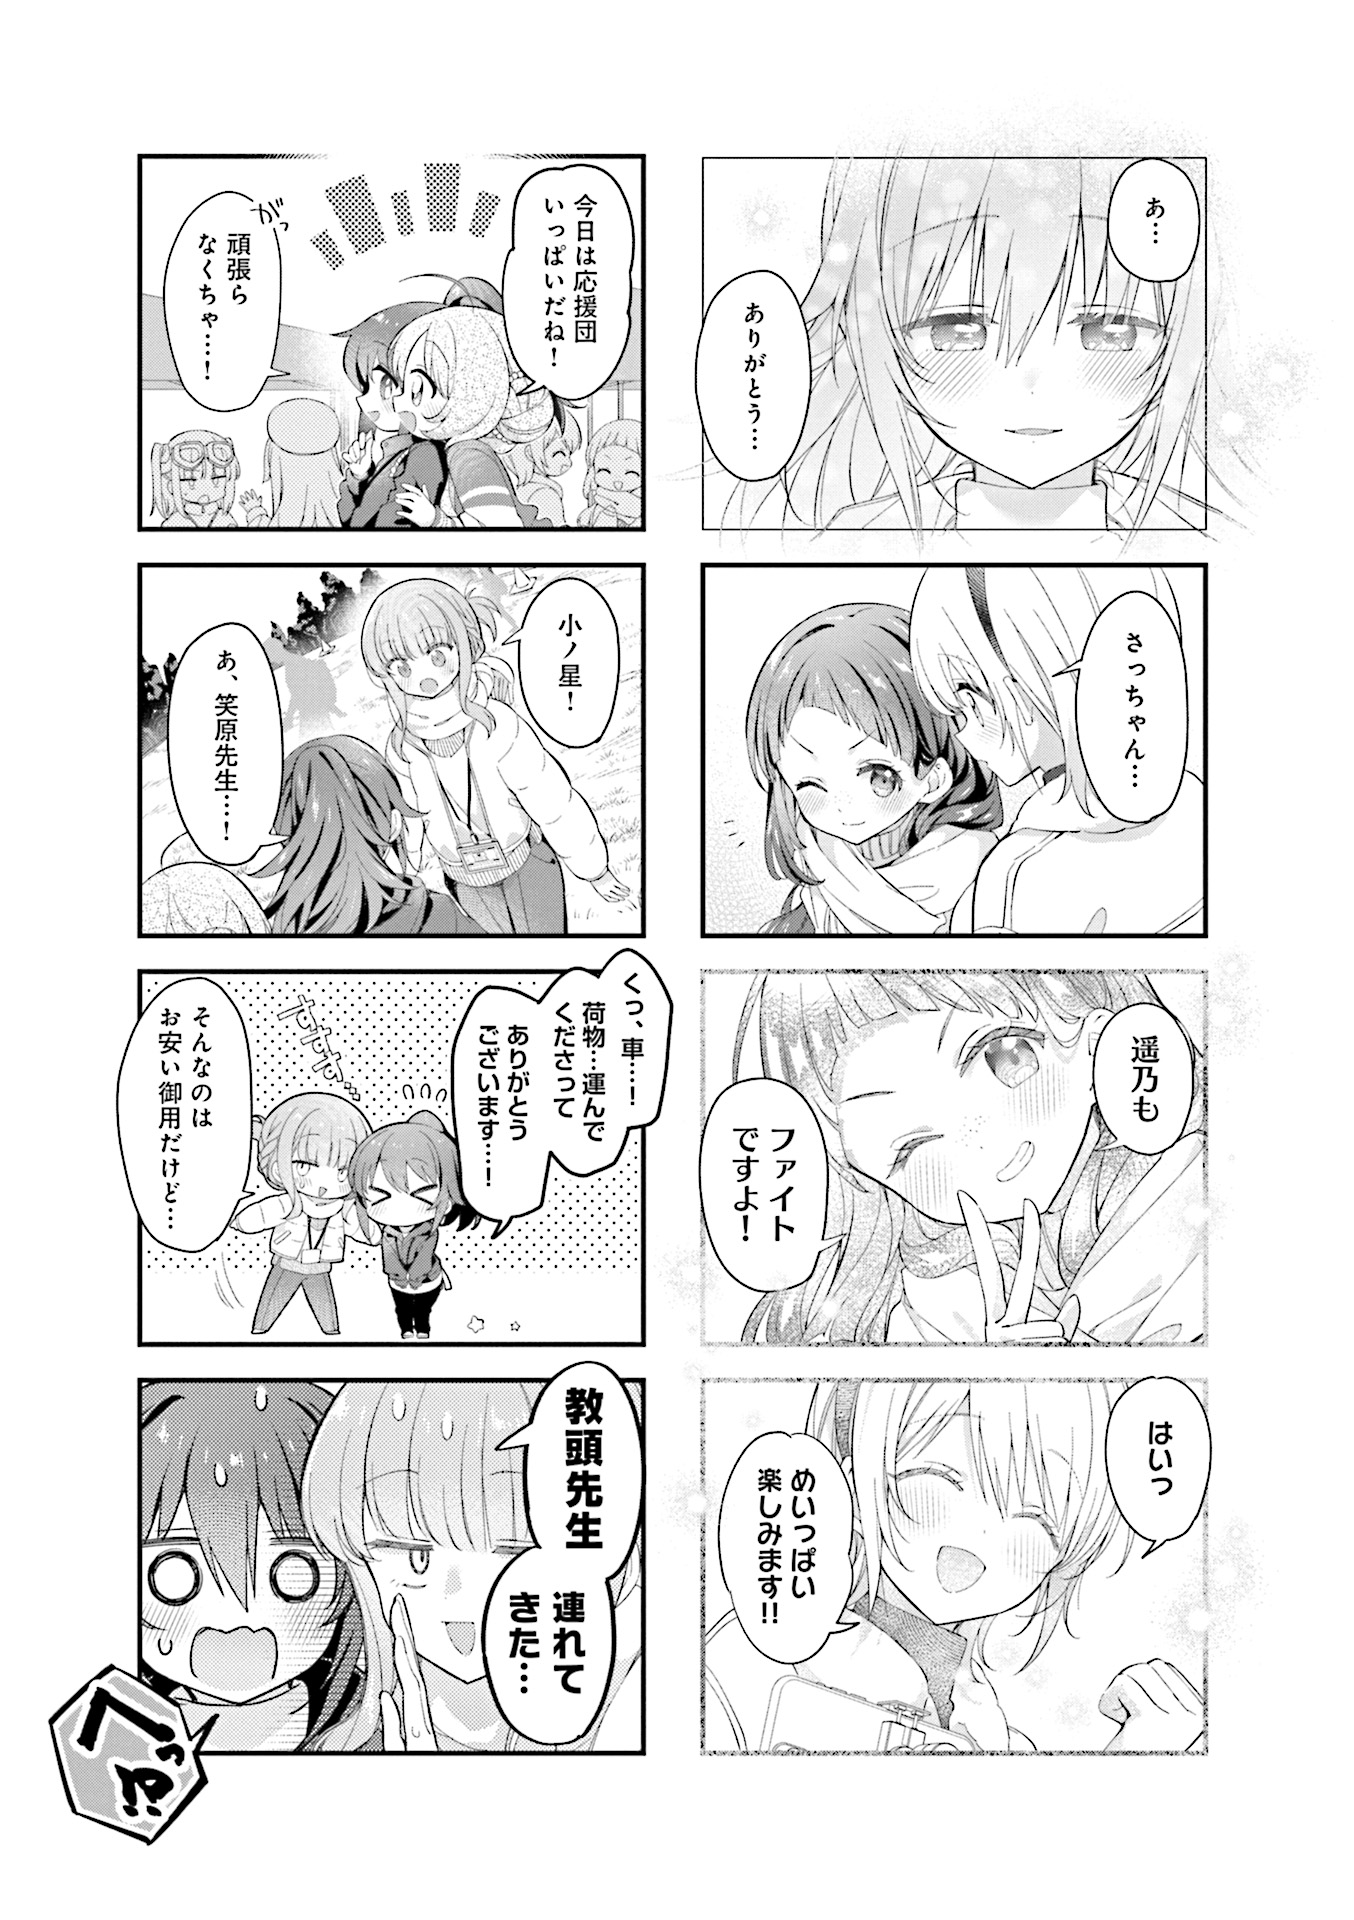 あ…
ありがとう…
さっちゃん…
遥乃も
ファイト
ですよ！
はいっ
めいっぱい
楽しみます!!
今日は応援団
いっぱいだね！
がっ
頑張ら
なくちゃ…！
小ノ星！
あ、笑原先生…！
くっ、車…！
荷物…運んで
くださって
ありがとう
ございます…！
すすす…
そんなのは
お安い御用だけど…
教頭先生
連れて
きた…
へっ!?